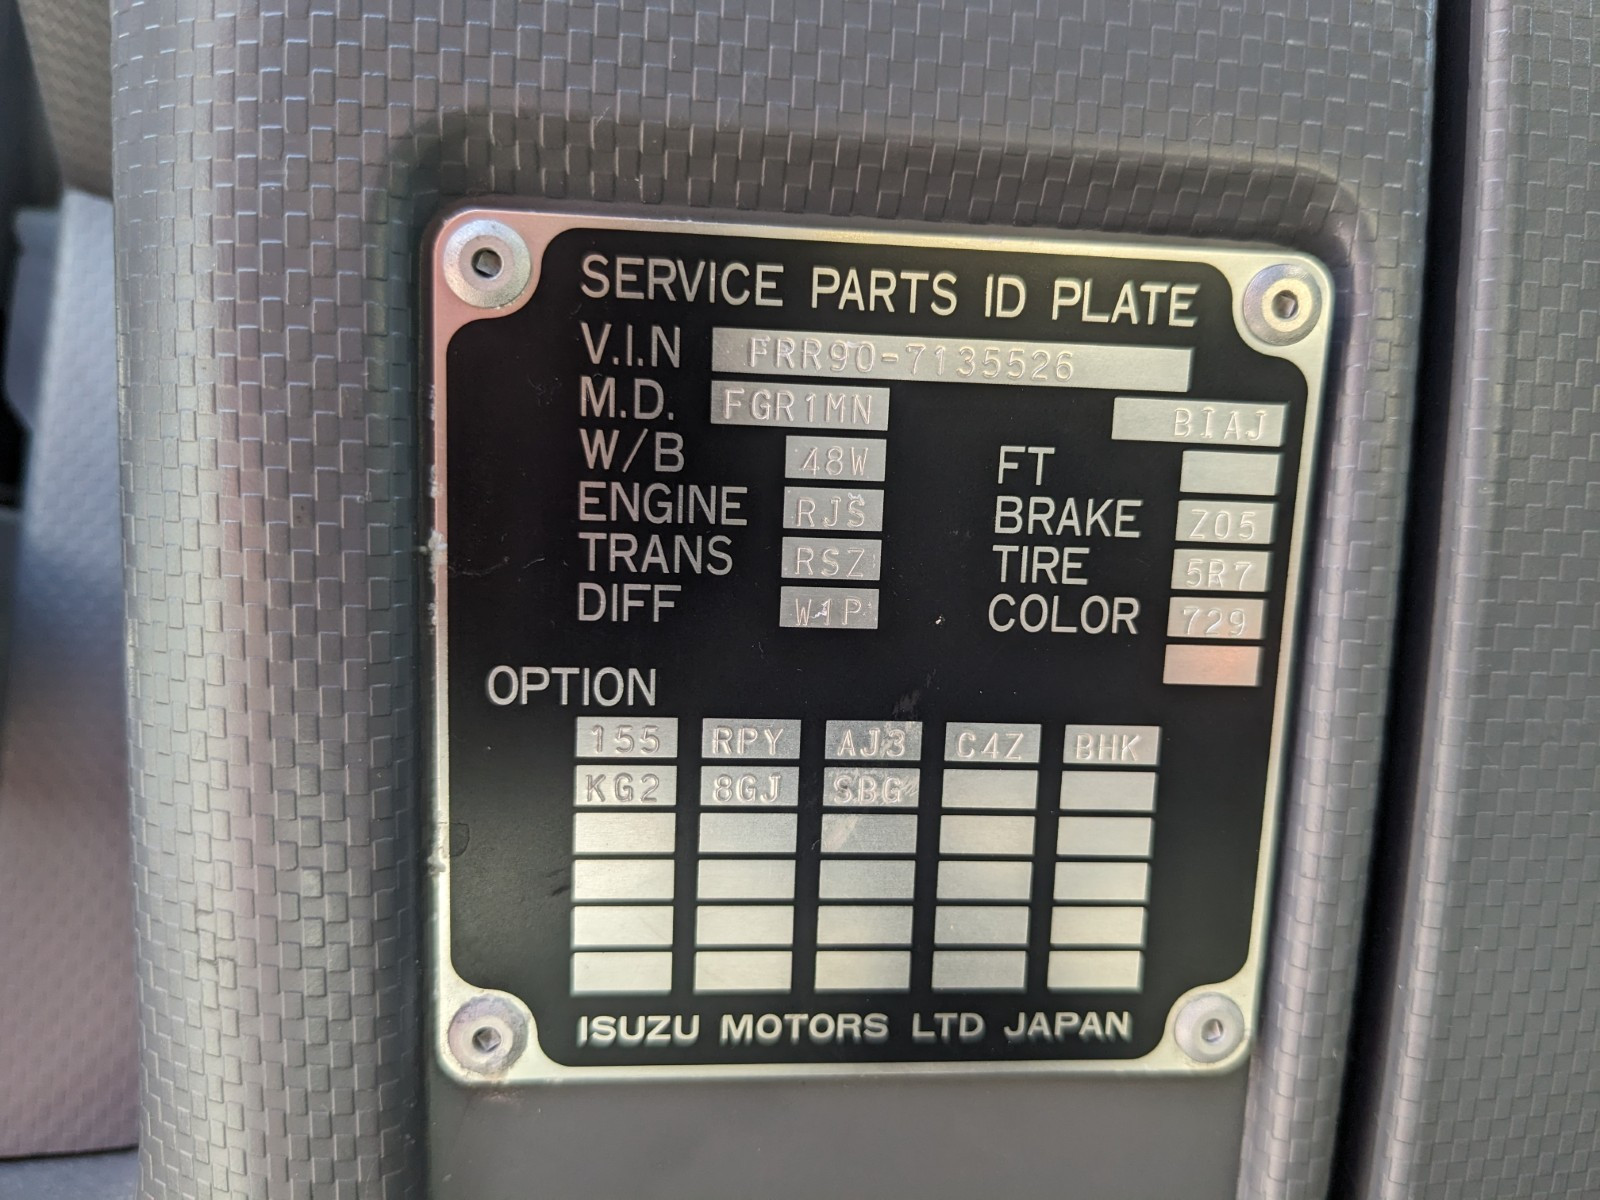 SERVICE PARTS ID PLATE
V.I.N FRR90-7135526
M.D. FGR1MN BIAJ
W/B 48W FT
ENGINE RJS BRAKE Z05
TRANS RSZ TIRE 5R7
DIFF W1P COLOR 729
OPTION
155 RPY AJ3 C4Z BHK
KG2 8GJ SBG
ISUZU MOTORS LTD JAPAN